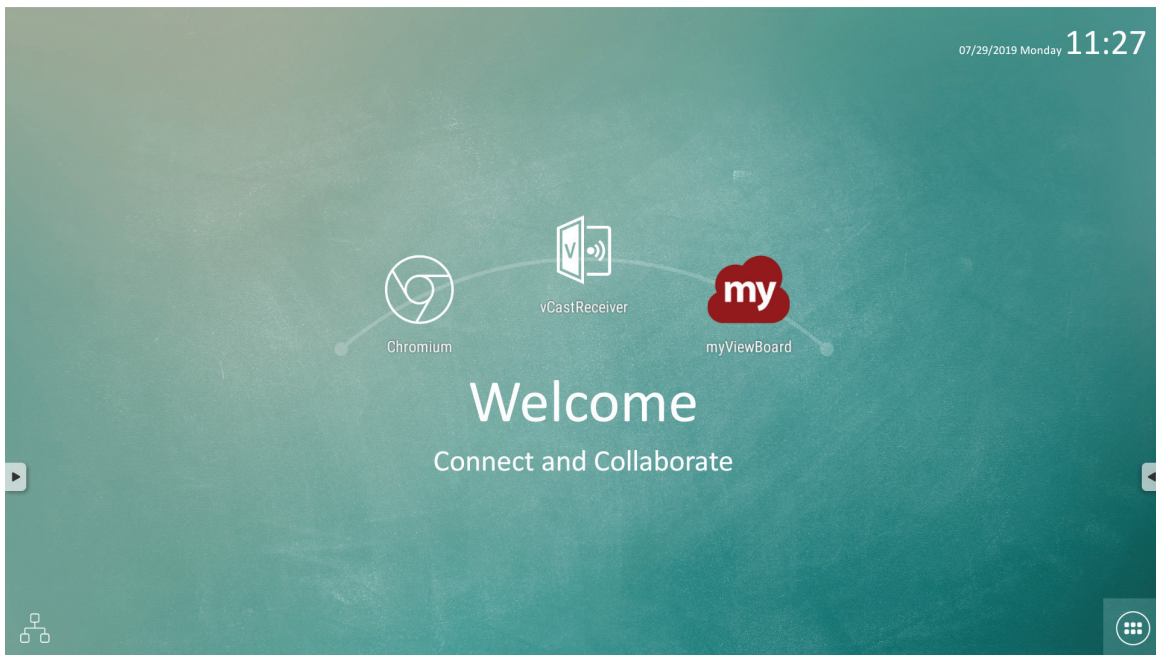 07/29/2019 Monday 11:27
V
vCastReceiver
my
Chromium
myViewBoard
Welcome
Connect and Collaborate